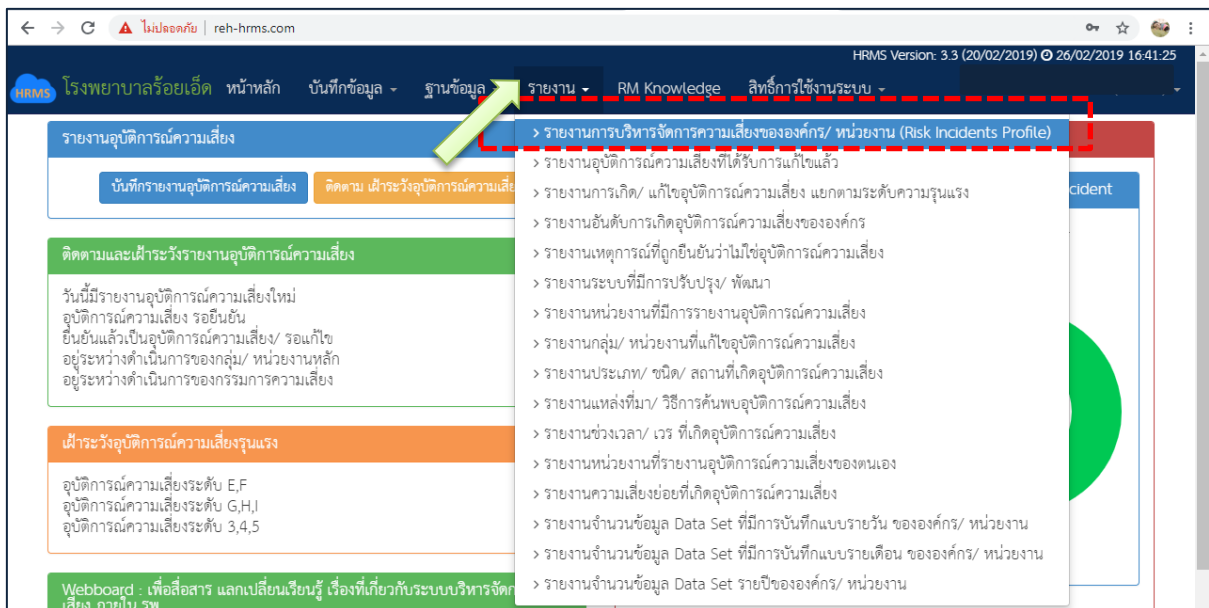 ไม่ปลอดภัย | reh-hrms.com
HRMS Version: 3.3 (20/02/2019) 26/02/2019 16:41:25
HRMS โรงพยาบาลร้อยเอ็ด หน้าหลัก บันทึกข้อมูล ฐานข้อมูล รายงาน RM Knowledge สิทธิ์การใช้งานระบบ
รายงานอุบัติการณ์ความเสี่ยง
บันทึกรายงานอุบัติการณ์ความเสี่ยง ติดตาม เฝ้าระวังอุบัติการณ์ความเสี่
ติดตามและเฝ้าระวังรายงานอุบัติการณ์ความเสี่ยง
วันนี้มีรายงานอุบัติการณ์ความเสี่ยงใหม่
อุบัติการณ์ความเสี่ยง รอยืนยัน
ยืนยันแล้วเป็นอุบัติการณ์ความเสี่ยง/ รอแก้ไข
อยู่ระหว่างดำเนินการของกลุ่ม/ หน่วยงานหลัก
อยู่ระหว่างดำเนินการของกรรมการความเสี่ยง
เฝ้าระวังอุบัติการณ์ความเสี่ยงรุนแรง
อุบัติการณ์ความเสี่ยงระดับ E,F
อุบัติการณ์ความเสี่ยงระดับ G,H,I
อุบัติการณ์ความเสี่ยงระดับ 3,4,5
Webboard : เพื่อสื่อสาร แลกเปลี่ยนเรียนรู้ เรื่องที่เกี่ยวกับระบบบริหารจัดก
เสี่ยง ภายใน รพ.
> รายงานการบริหารจัดการความเสี่ยงขององค์กร/ หน่วยงาน (Risk Incidents Profile)
> รายงานอุบัติการณ์ความเสี่ยงที่ได้รับการแก้ไขแล้ว
> รายงานการเกิด/ แก้ไขอุบัติการณ์ความเสี่ยง แยกตามระดับความรุนแรง
> รายงานอันดับการเกิดอุบัติการณ์ความเสี่ยงขององค์กร
> รายงานเหตุการณ์ที่ถูกยืนยันว่าไม่ใช่อุบัติการณ์ความเสี่ยง
> รายงานระบบที่มีการปรับปรุง/ พัฒนา
> รายงานหน่วยงานที่มีการรายงานอุบัติการณ์ความเสี่ยง
> รายงานกลุ่ม/ หน่วยงานที่แก้ไขอุบัติการณ์ความเสี่ยง
> รายงานประเภท/ ชนิด/ สถานที่เกิดอุบัติการณ์ความเสี่ยง
> รายงานแหล่งที่มา/ วิธีการค้นพบอุบัติการณ์ความเสี่ยง
> รายงานช่วงเวลา/ เวร ที่เกิดอุบัติการณ์ความเสี่ยง
> รายงานหน่วยงานที่รายงานอุบัติการณ์ความเสี่ยงของตนเอง
> รายงานความเสี่ยงย่อยที่เกิดอุบัติการณ์ความเสี่ยง
> รายงานจำนวนข้อมูล Data Set ที่มีการบันทึกแบบรายวัน ขององค์กร/ หน่วยงาน
> รายงานจำนวนข้อมูล Data Set ที่มีการบันทึกแบบรายเดือน ขององค์กร/ หน่วยงาน
> รายงานจำนวนข้อมูล Data Set รายปีขององค์กร/ หน่วยงาน
cident